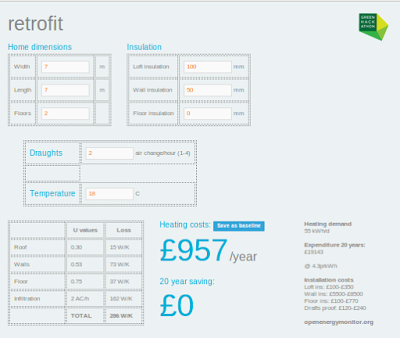 retrofit
GREEN
HACK
ATHON
Home dimensions
Width 7 m
Length 7 m
Floors 2
Insulation
Loft insulation 100 mm
Wall insulation 50 mm
Floor insulation 0 mm
Draughts 2 air change/hour (1-4)
Temperature 18 C
U values Loss
Roof 0.30 15 W/K
Walls 0.53 73 W/K
Floor 0.75 37 W/K
Infiltration 2 AC/h 162 W/K
TOTAL 286 W/K
Heating costs: Save as baseline
£957/year
20 year saving:
£0
Heating demand
55 kWh/d
Expenditure 20 years:
£19143
@ 4.3p/kWh
Installation costs
Loft ins: £100-£350
Wall ins: £5500-£8500
Floor ins: £100-£770
Drafts proof: £120-£240
openenergymonitor.org